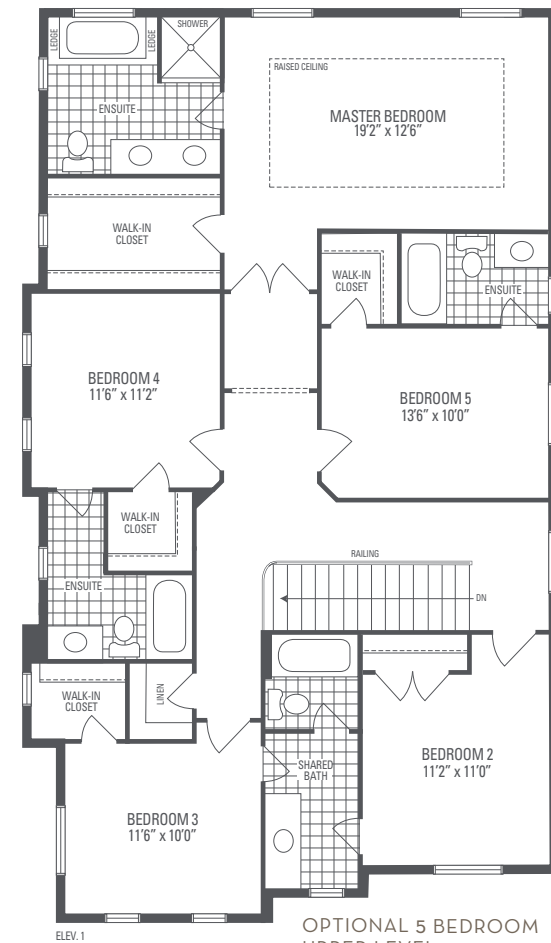 LEDGE
LEDGE
SHOWER
ENSUITE
RAISED CEILING
MASTER BEDROOM
19'2" x 12'6"
WALK-IN
CLOSET
WALK-IN
CLOSET
ENSUITE
BEDROOM 4
11'6" x 11'2"
BEDROOM 5
13'6" x 10'0"
WALK-IN
CLOSET
ENSUITE
RAILING
DN
WALK-IN
CLOSET
LINEN
SHARED
BATH
BEDROOM 2
11'2" x 11'0"
BEDROOM 3
11'6" x 10'0"
ELEV. 1
OPTIONAL 5 BEDROOM
UPPER LEVEL